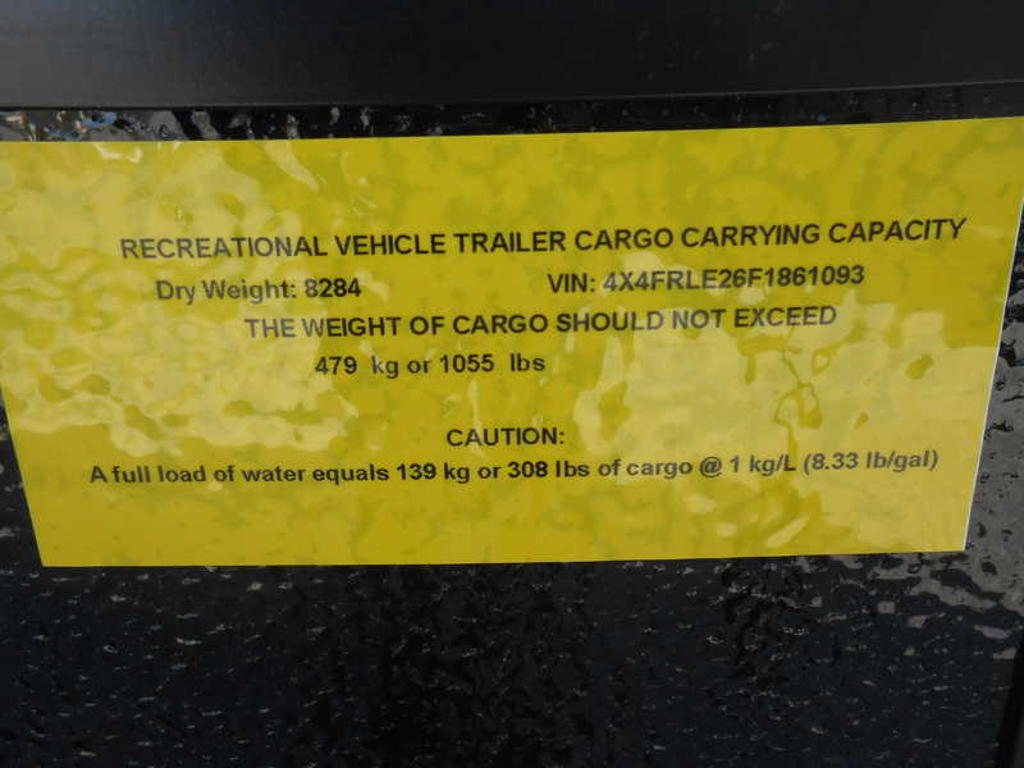 RECREATIONAL VEHICLE TRAILER CARGO CARRYING CAPACITY
Dry Weight: 8284 VIN: 4X4FRLE26F1861093
THE WEIGHT OF CARGO SHOULD NOT EXCEED
479 kg or 1055 lbs
CAUTION:
A full load of water equals 139 kg or 308 lbs of cargo @ 1 kg/L (8.33 lb/gal)